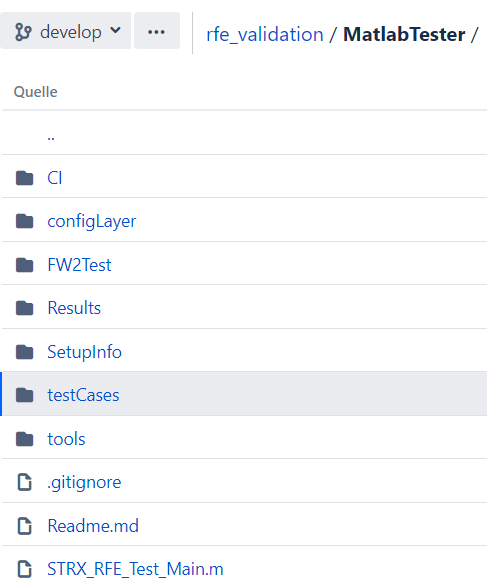 develop ... rfe_validation / MatlabTester /
Quelle
..
CI
configLayer
FW2Test
Results
SetupInfo
testCases
tools
.gitignore
Readme.md
STRX_RFE_Test_Main.m